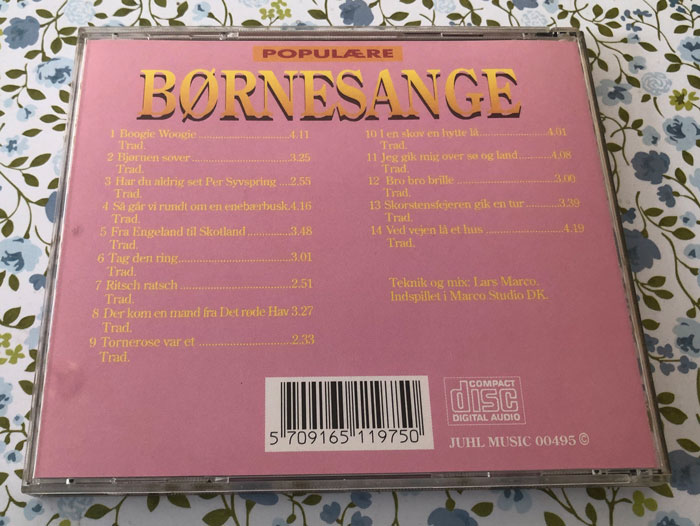 POPULÆRE
BØRNESANGE
1 Boogie Woogie ........................ 4.11
Trad.
2 Bjørnen sover ......................... 3.25
Trad.
3 Har du aldrig set Per Syvspring ... 2.55
Trad.
4 Så går vi rundt om en enebærbusk. 4.16
Trad.
5 Fra Engeland til Skotland ............ 3.48
Trad.
6 Tag den ring ........................... 3.01
Trad.
7 Ritsch ratsch ........................... 2.51
Trad.
8 Der kom en mand fra Det røde Hav 3.27
Trad.
9 Tornerose var et ..................... 2.33
Trad.
10 I en skov en hytte lå ................ 4.01
Trad.
11 Jeg gik mig over sø og land ........ 4.08
Trad.
12 Bro bro brille ........................ 3.00
Trad.
13 Skorstensfejeren gik en tur ........ 3.39
Trad.
14 Ved vejen lå et hus ................. 4.19
Trad.
Teknik og mix: Lars Marco.
Indspillet i Marco Studio DK.
5 709165 119750
COMPACT
disc
DIGITAL AUDIO
JUHL MUSIC 00495 ©